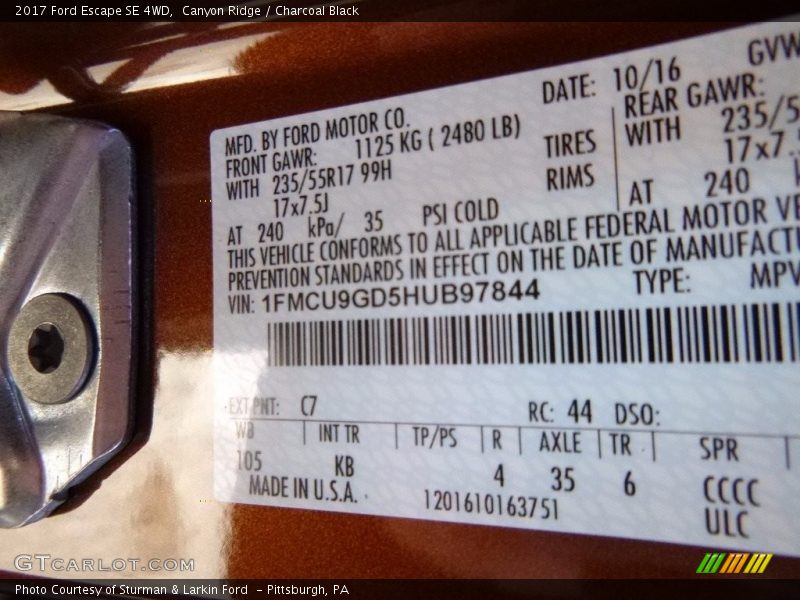 2017 Ford Escape SE 4WD, Canyon Ridge / Charcoal Black
MFD. BY FORD MOTOR CO. DATE: 10/16 GVW
FRONT GAWR: 1125 KG ( 2480 LB) REAR GAWR:
WITH 235/55R17 99H TIRES WITH 235/5
17x7.5J RIMS 17x7.
AT 240 kPa/ 35 PSI COLD AT 240
THIS VEHICLE CONFORMS TO ALL APPLICABLE FEDERAL MOTOR VE
PREVENTION STANDARDS IN EFFECT ON THE DATE OF MANUFACTU
VIN: 1FMCU9GD5HUB97844 TYPE: MPV
EXT PNT: C7 RC: 44 DSO:
WB INT TR TP/PS R AXLE TR SPR
105 KB 4 35 6 CCCC
MADE IN U.S.A. 1201610163751 ULC
GTCARLOT.COM
Photo Courtesy of Sturman & Larkin Ford - Pittsburgh, PA